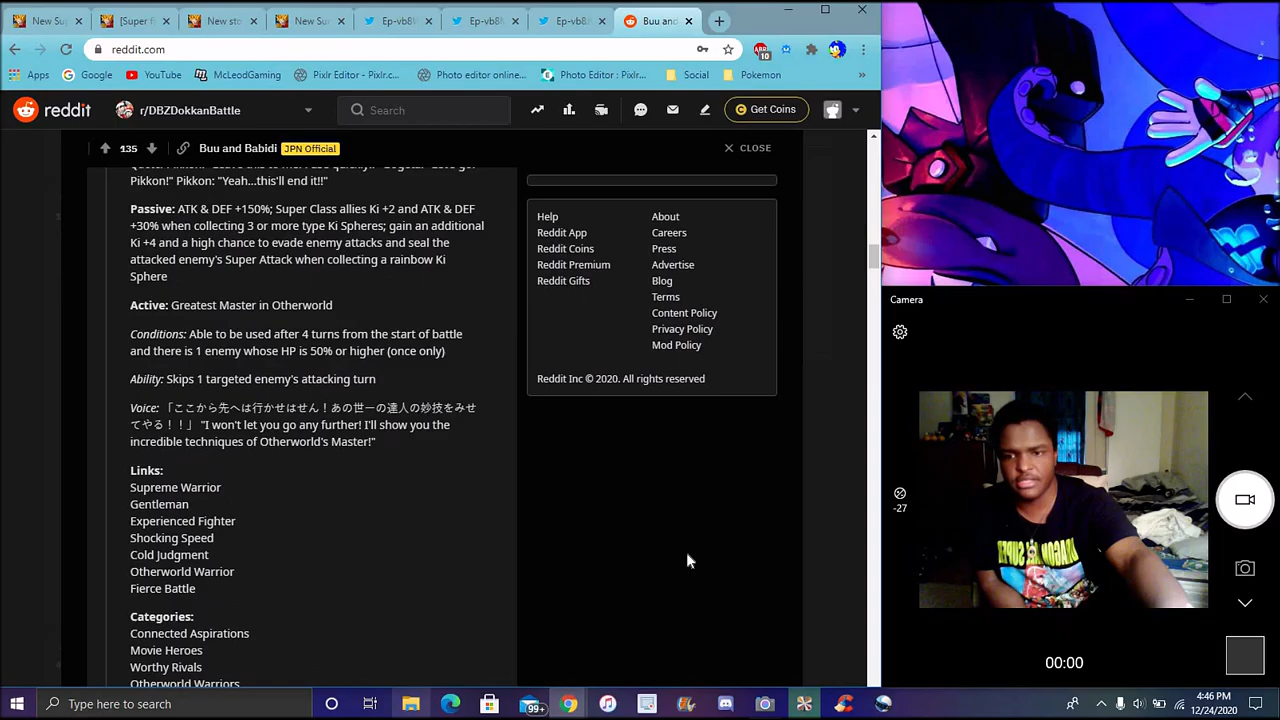 New Su
[Super f
New sto
New Su
Ep-vb8
Ep-vb8
Ep-vb8
Buu and
reddit.com
ABP
10
Apps
Google
YouTube
McLeodGaming
Pixlr Editor - Pixlr.c...
Photo editor online...
Photo Editor : Pixlr...
Social
Pokemon
»
reddit
r/DBZDokkanBattle
Search
Get Coins
135
Buu and Babidi
JPN Official
CLOSE
Pikkon!" Pikkon: "Yeah...this'll end it!!"
Passive: ATK & DEF +150%; Super Class allies Ki +2 and ATK & DEF
+30% when collecting 3 or more type Ki Spheres; gain an additional
Ki +4 and a high chance to evade enemy attacks and seal the
attacked enemy's Super Attack when collecting a rainbow Ki
Sphere
Active: Greatest Master in Otherworld
Conditions: Able to be used after 4 turns from the start of battle
and there is 1 enemy whose HP is 50% or higher (once only)
Ability: Skips 1 targeted enemy's attacking turn
Voice: 「ここから先へは行かせはせん！あの世一の達人の妙技をみせ
てやる！！」 "I won't let you go any further! I'll show you the
incredible techniques of Otherworld's Master!"
Links:
Supreme Warrior
Gentleman
Experienced Fighter
Shocking Speed
Cold Judgment
Otherworld Warrior
Fierce Battle
Categories:
Connected Aspirations
Movie Heroes
Worthy Rivals
Otherworld Warriors
Help
Reddit App
Reddit Coins
Reddit Premium
Reddit Gifts
About
Careers
Press
Advertise
Blog
Terms
Content Policy
Privacy Policy
Mod Policy
Reddit Inc © 2020. All rights reserved
Camera
-27
00:00
Type here to search
99+
4:46 PM
12/24/2020